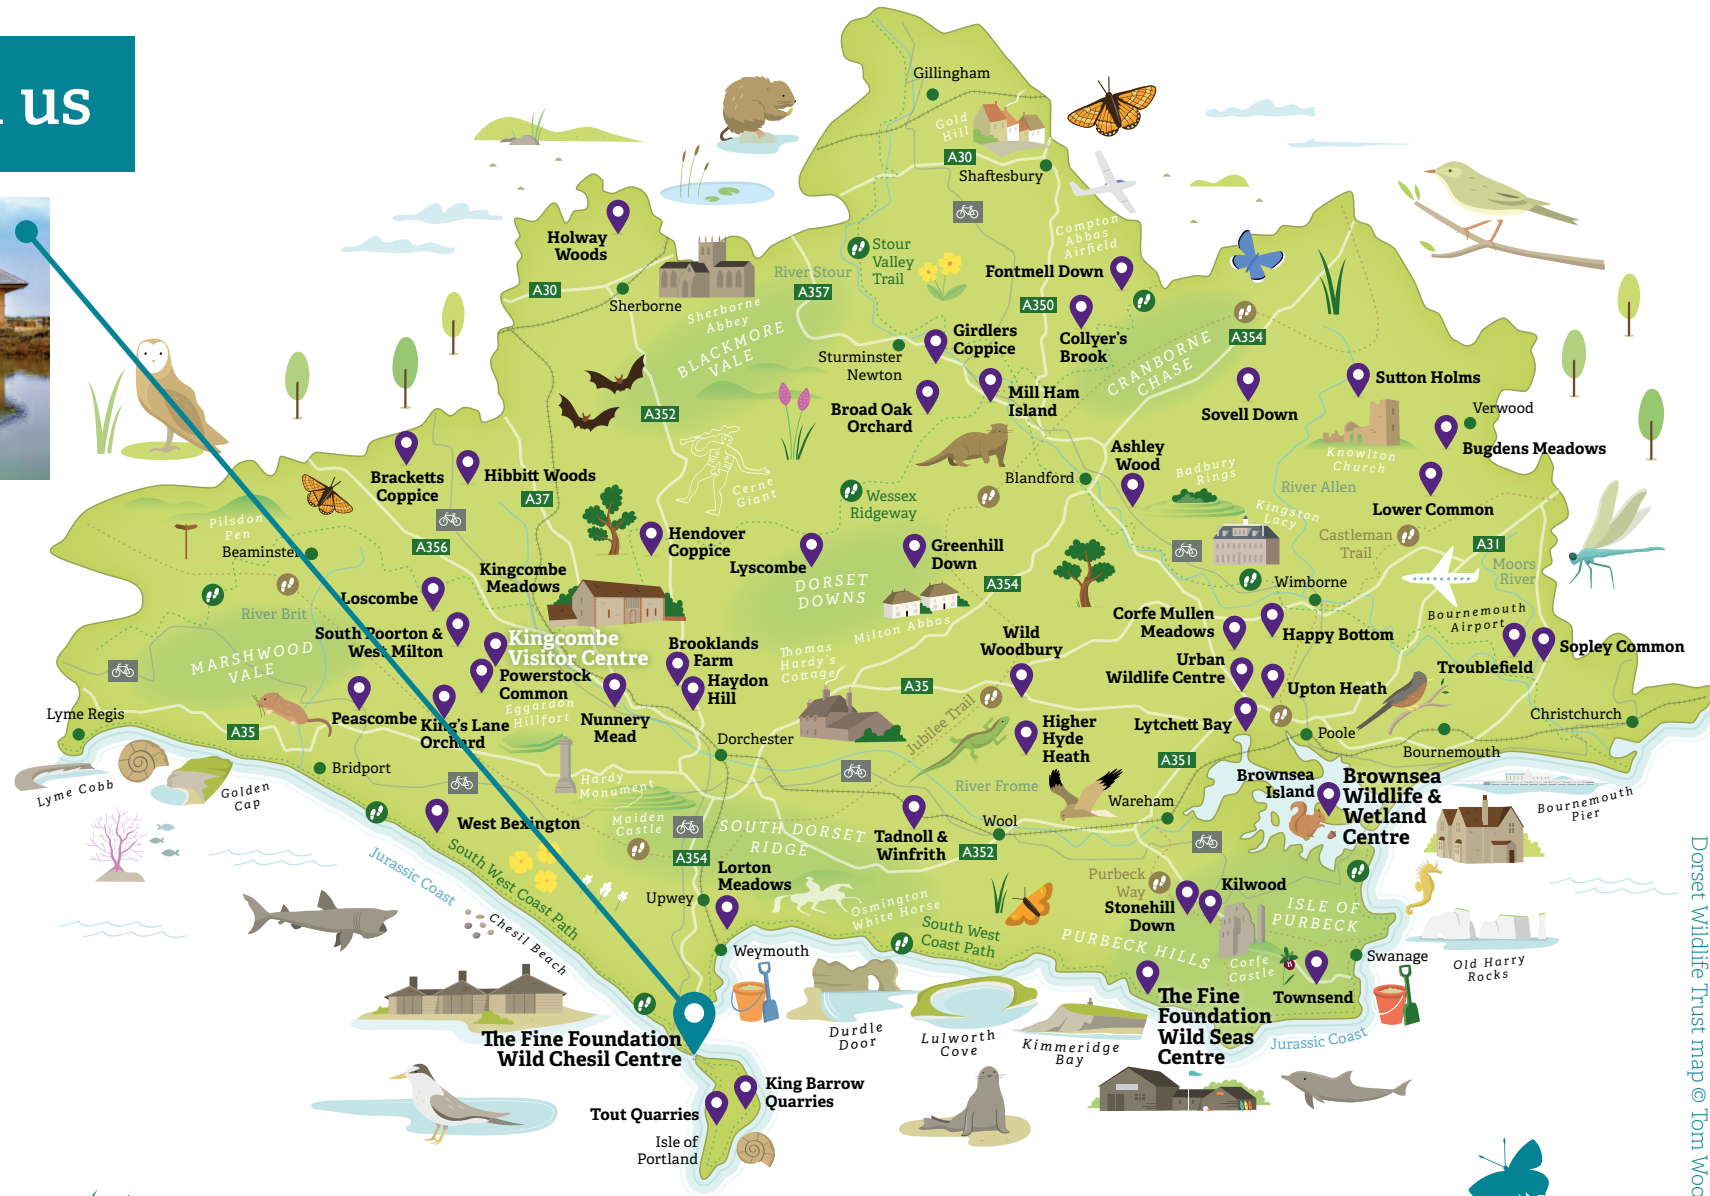 us
Gillingham
Gold
Hill
A30
Shaftesbury
Compton
Abbas
Airfield
Holway
Woods
A30
Sherborne
Sherborne
Abbey
BLACKMORE
VALE
River Stour
A357
Stour
Valley
Trail
Fontmell Down
A350
Collyer's
Brook
Girdlers
Coppice
Sturminster
Newton
CRANBORNE
CHASE
A354
Sovell Down
Sutton Holms
Verwood
Bugdens Meadows
Mill Ham
Island
Broad Oak
Orchard
A352
Knowlton
Church
Lower Common
Ashley
Wood
Badbury
Rings
River Allen
Blandford
Bracketts
Coppice
Hibbitt Woods
A37
Cerne
Giant
Wessex
Ridgeway
Kingston
Lacy
Castleman
Trail
A31
Moors
River
Pilsdon
Pen
Beaminster
A356
Hendover
Coppice
Lyscombe
Greenhill
Down
DORSET
DOWNS
A354
Wimborne
Kingcombe
Meadows
Loscombe
River Brit
South Poorton &
West Milton
Kingcombe
Visitor Centre
Milton Abbas
Corfe Mullen
Meadows
Happy Bottom
Bournemouth
Airport
Troublefield
Sopley Common
MARSHWOOD
VALE
Powerstock
Common
Brooklands
Farm
Haydon
Hill
Thomas
Hardy's
Cottage
Wild
Woodbury
Urban
Wildlife Centre
Upton Heath
A35
Peascombe
King's Lane
Orchard
Eggardon
Hillfort
Nunnery
Mead
Jubilee Trail
Higher
Hyde
Heath
Lytchett Bay
Poole
Christchurch
Bournemouth
Lyme Regis
A35
Bridport
Dorchester
A351
Lyme Cobb
Golden
Cap
Hardy
Monument
River Frome
Wareham
Brownsea
Island
Brownsea
Wildlife &
Wetland
Centre
Bournemouth
Pier
West Bexington
Maiden
Castle
SOUTH DORSET
RIDGE
Tadnoll &
Winfrith
Wool
A352
Jurassic Coast
South West Coast Path
A354
Lorton
Meadows
Upwey
Osmington
White Horse
South West
Coast Path
Purbeck
Way
Stonehill
Down
Kilwood
ISLE OF
PURBECK
PURBECK HILLS
Corfe
Castle
Swanage
Townsend
Old Harry
Rocks
Chesil Beach
Weymouth
The Fine Foundation
Wild Chesil Centre
Durdle
Door
Lulworth
Cove
Kimmeridge
Bay
The Fine
Foundation
Wild Seas
Centre
Jurassic Coast
King Barrow
Quarries
Tout Quarries
Isle of
Portland
Dorset Wildlife Trust map © Tom